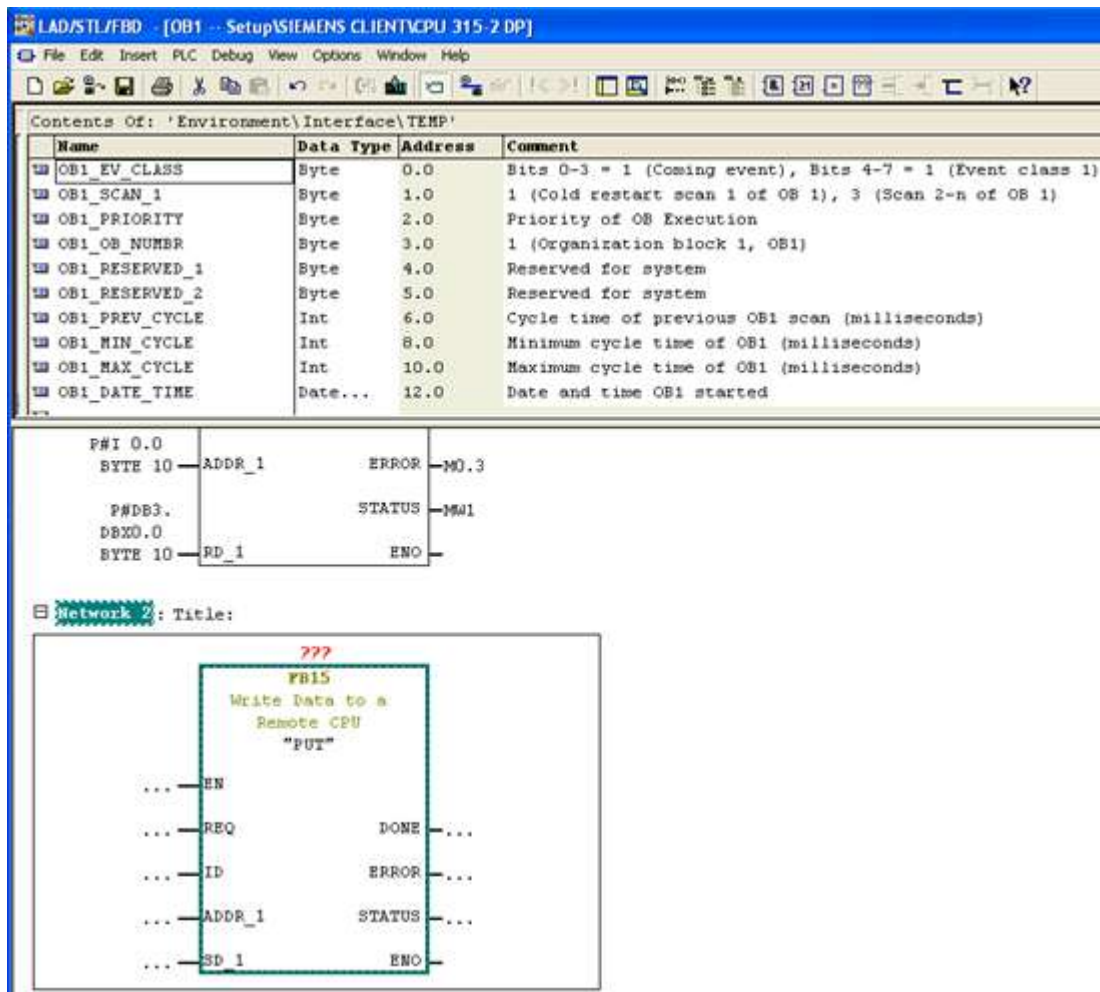 LAD/STL/FBD - [OB1 -- Setup\SIEMENS CLIENT\CPU 315-2 DP]
File Edit Insert PLC Debug View Options Window Help
Contents Of: 'Environment\Interface\TEMP'
Name Data Type Address Comment
OB1_EV_CLASS Byte 0.0 Bits 0-3 = 1 (Coming event), Bits 4-7 = 1 (Event class 1)
OB1_SCAN_1 Byte 1.0 1 (Cold restart scan 1 of OB 1), 3 (Scan 2-n of OB 1)
OB1_PRIORITY Byte 2.0 Priority of OB Execution
OB1_OB_NUMBR Byte 3.0 1 (Organization block 1, OB1)
OB1_RESERVED_1 Byte 4.0 Reserved for system
OB1_RESERVED_2 Byte 5.0 Reserved for system
OB1_PREV_CYCLE Int 6.0 Cycle time of previous OB1 scan (milliseconds)
OB1_MIN_CYCLE Int 8.0 Minimum cycle time of OB1 (milliseconds)
OB1_MAX_CYCLE Int 10.0 Maximum cycle time of OB1 (milliseconds)
OB1_DATE_TIME Date... 12.0 Date and time OB1 started
P#I 0.0
BYTE 10 ADDR_1 ERROR M0.3
P#DB3. STATUS MW1
DBX0.0
BYTE 10 RD_1 ENO
Network 2: Title:
???
FB15
Write Data to a
Remote CPU
"PUT"
... EN
... REQ DONE ...
... ID ERROR ...
... ADDR_1 STATUS ...
... SD_1 ENO